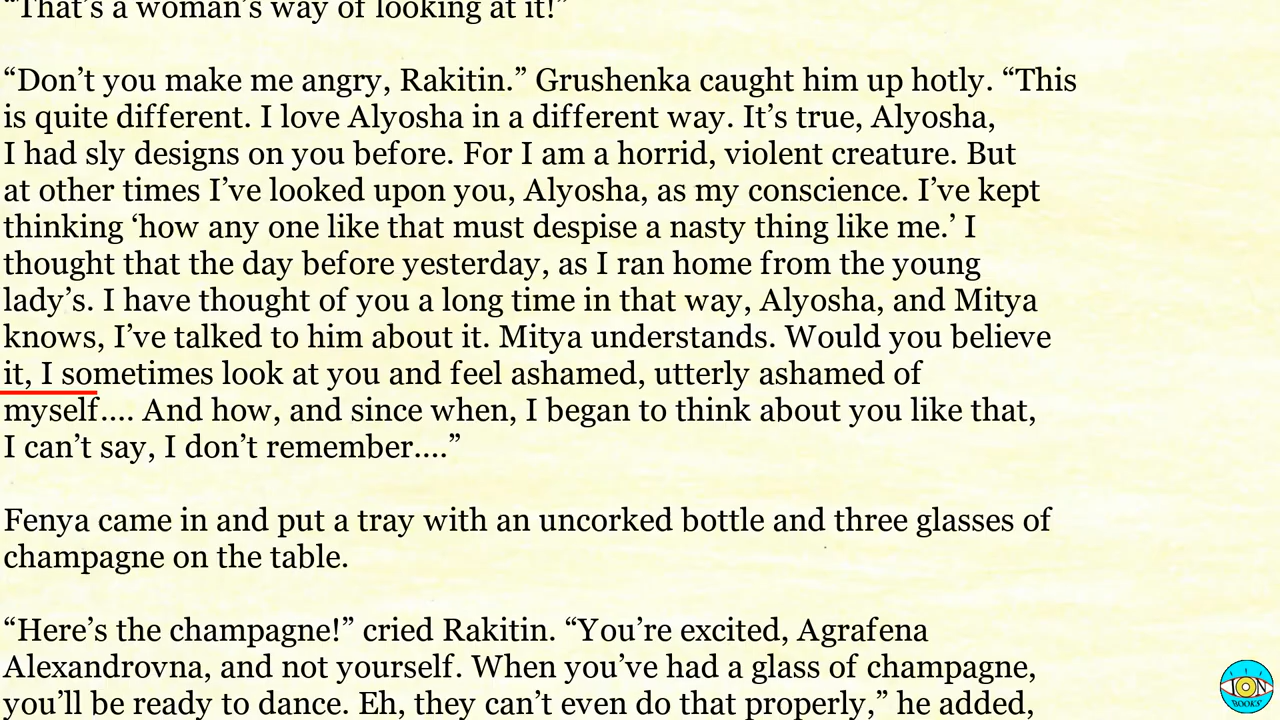 “That’s a woman’s way of looking at it!”
“Don’t you make me angry, Rakitin.” Grushenka caught him up hotly. “This
is quite different. I love Alyosha in a different way. It’s true, Alyosha,
I had sly designs on you before. For I am a horrid, violent creature. But
at other times I’ve looked upon you, Alyosha, as my conscience. I’ve kept
thinking ‘how any one like that must despise a nasty thing like me.’ I
thought that the day before yesterday, as I ran home from the young
lady’s. I have thought of you a long time in that way, Alyosha, and Mitya
knows, I’ve talked to him about it. Mitya understands. Would you believe
it, I sometimes look at you and feel ashamed, utterly ashamed of
myself.... And how, and since when, I began to think about you like that,
I can’t say, I don’t remember....”
Fenya came in and put a tray with an uncorked bottle and three glasses of
champagne on the table.
“Here’s the champagne!” cried Rakitin. “You’re excited, Agrafena
Alexandrovna, and not yourself. When you’ve had a glass of champagne,
you’ll be ready to dance. Eh, they can’t even do that properly,” he added,
ION
BOOKS